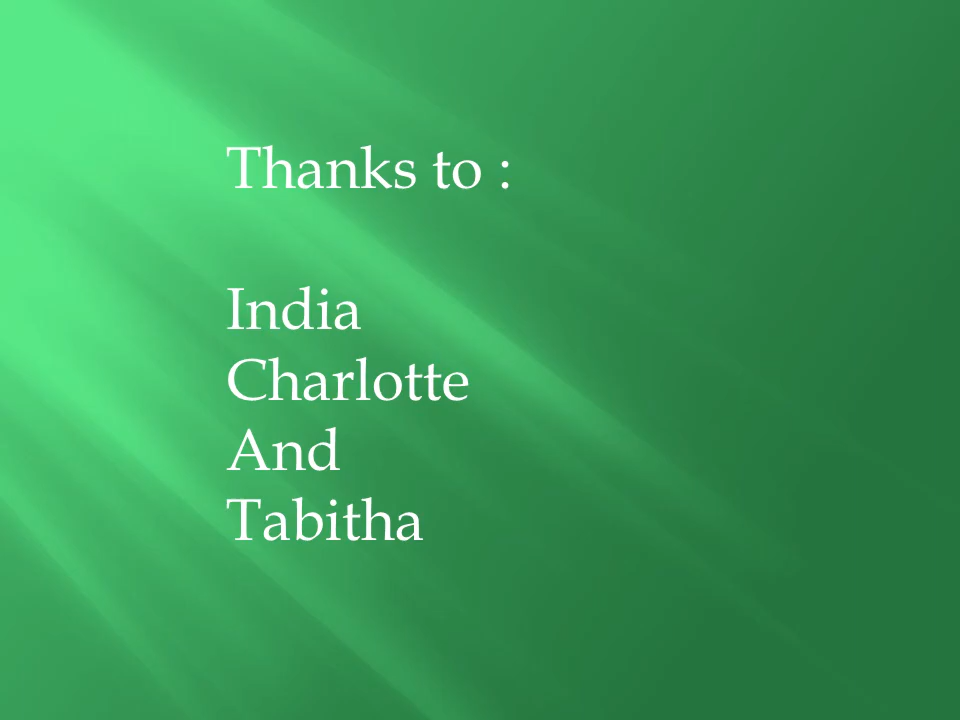 Thanks to :
India
Charlotte
And
Tabitha